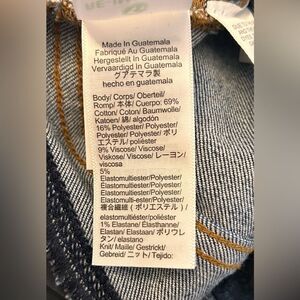 Made In Guatemala
Fabriqué Au Guatemala
Hergestellt In Guatemala
Vervaardigd in Guatemala
グアテマラ製
hecho en guatemala
Body/ Corps/ Oberteil/
Romp/ 本体/ Cuerpo: 69%
Cotton/ Coton/ Baumwolle/
Katoen/ 綿/ algodón
16% Polyester/ Polyester/
Polyester/ Polyester/ ポリ
エステル/ poliéster
9% Viscose/ Viscose/
Viskose/ Viscose/ レーヨン/
viscosa
5%
Elastomultiester/Polyester/
Elastomultiester/Polyester/
Elastomulti-ester/Polyester/
複合繊維 ( ポリエステル ) /
elastomultiéster/poliéster
1% Elastane/ Élasthanne/
Elastan/ Elastaan/ ポリウレ
タン/ elastano
Knit/ Maille/ Gestrickt/
Gebreid/ ニット/ Tejido: